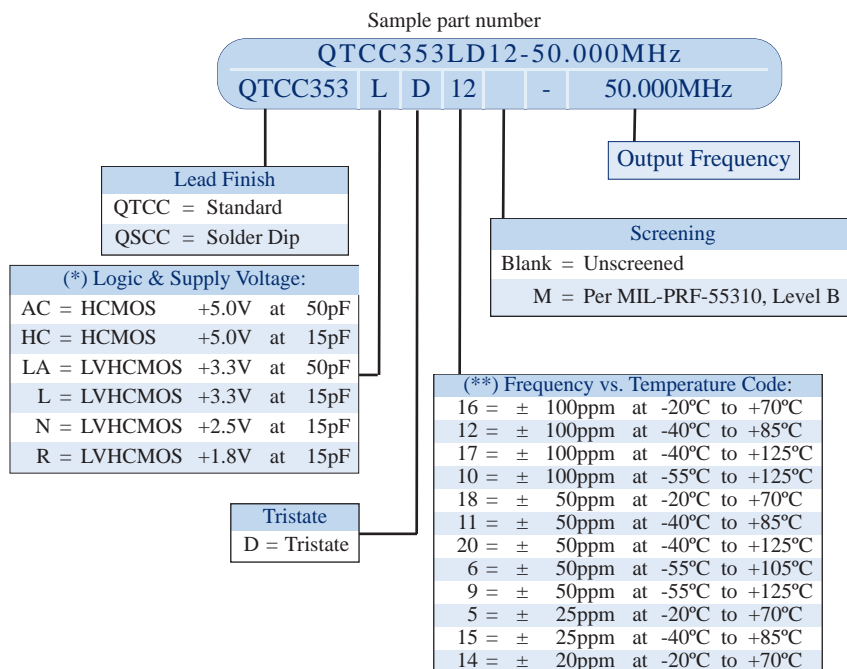 Sample part number
QTCC353LD12-50.000MHz
QTCC353 L D 12 - 50.000MHz
Output Frequency
Lead Finish
QTCC = Standard
QSCC = Solder Dip
Screening
Blank = Unscreened
M = Per MIL-PRF-55310, Level B
(*) Logic & Supply Voltage:
AC = HCMOS +5.0V at 50pF
HC = HCMOS +5.0V at 15pF
LA = LVHCMOS +3.3V at 50pF
L = LVHCMOS +3.3V at 15pF
N = LVHCMOS +2.5V at 15pF
R = LVHCMOS +1.8V at 15pF
Tristate
D = Tristate
(**) Frequency vs. Temperature Code:
16 = ± 100ppm at -20ºC to +70ºC
12 = ± 100ppm at -40ºC to +85ºC
17 = ± 100ppm at -40ºC to +125ºC
10 = ± 100ppm at -55ºC to +125ºC
18 = ± 50ppm at -20ºC to +70ºC
11 = ± 50ppm at -40ºC to +85ºC
20 = ± 50ppm at -40ºC to +125ºC
6 = ± 50ppm at -55ºC to +105ºC
9 = ± 50ppm at -55ºC to +125ºC
5 = ± 25ppm at -20ºC to +70ºC
15 = ± 25ppm at -40ºC to +85ºC
14 = ± 20ppm at -20ºC to +70ºC